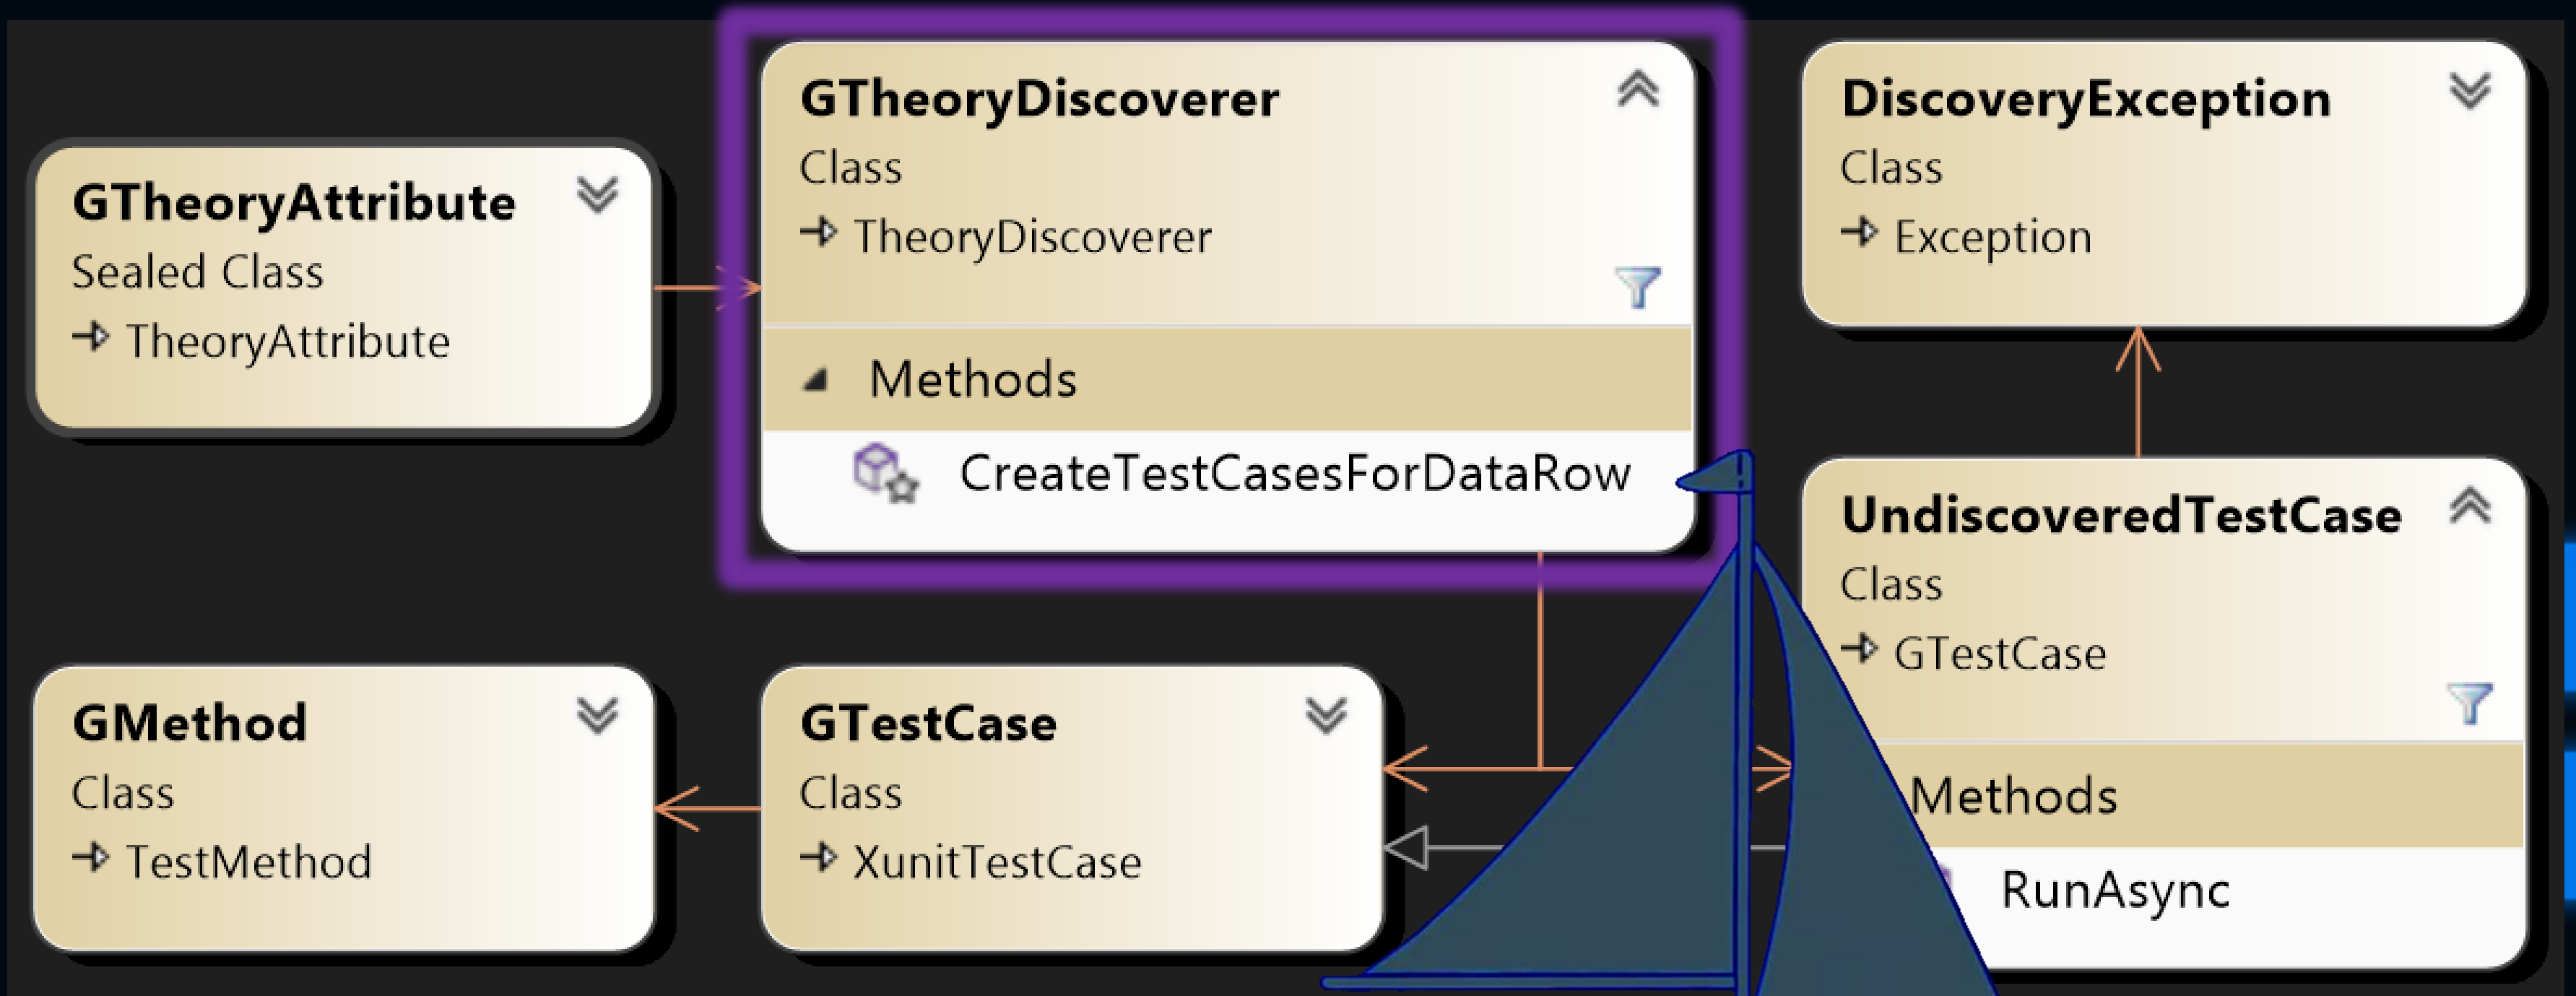 GTheoryAttribute
Sealed Class
TheoryAttribute
GTheoryDiscoverer
Class
TheoryDiscoverer
Methods
CreateTestCasesForDataRow
DiscoveryException
Class
Exception
GMethod
Class
TestMethod
GTestCase
Class
XunitTestCase
UndiscoveredTestCase
Class
GTestCase
Methods
RunAsync